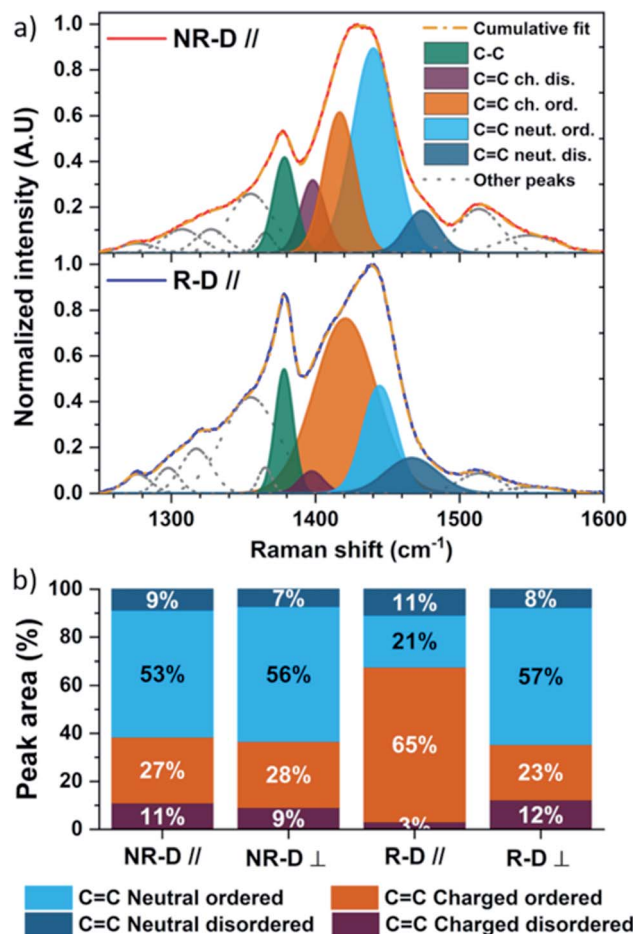 a)
Normalized intensity (A.U)
1.0
0.8
0.6
0.4
0.2
NR-D //
Cumulative fit
C-C
C=C ch. dis.
C=C ch. ord.
C=C neut. ord.
C=C neut. dis.
Other peaks
1.0
0.8
0.6
0.4
0.2
0.0
R-D //
1300
1400
1500
1600
Raman shift (cm-1)
b)
Peak area (%)
100
80
60
40
20
0
9%
53%
27%
11%
7%
56%
28%
9%
11%
21%
65%
3%
8%
57%
23%
12%
NR-D //
NR-D ⊥
R-D //
R-D ⊥
C=C Neutral ordered
C=C Charged ordered
C=C Neutral disordered
C=C Charged disordered